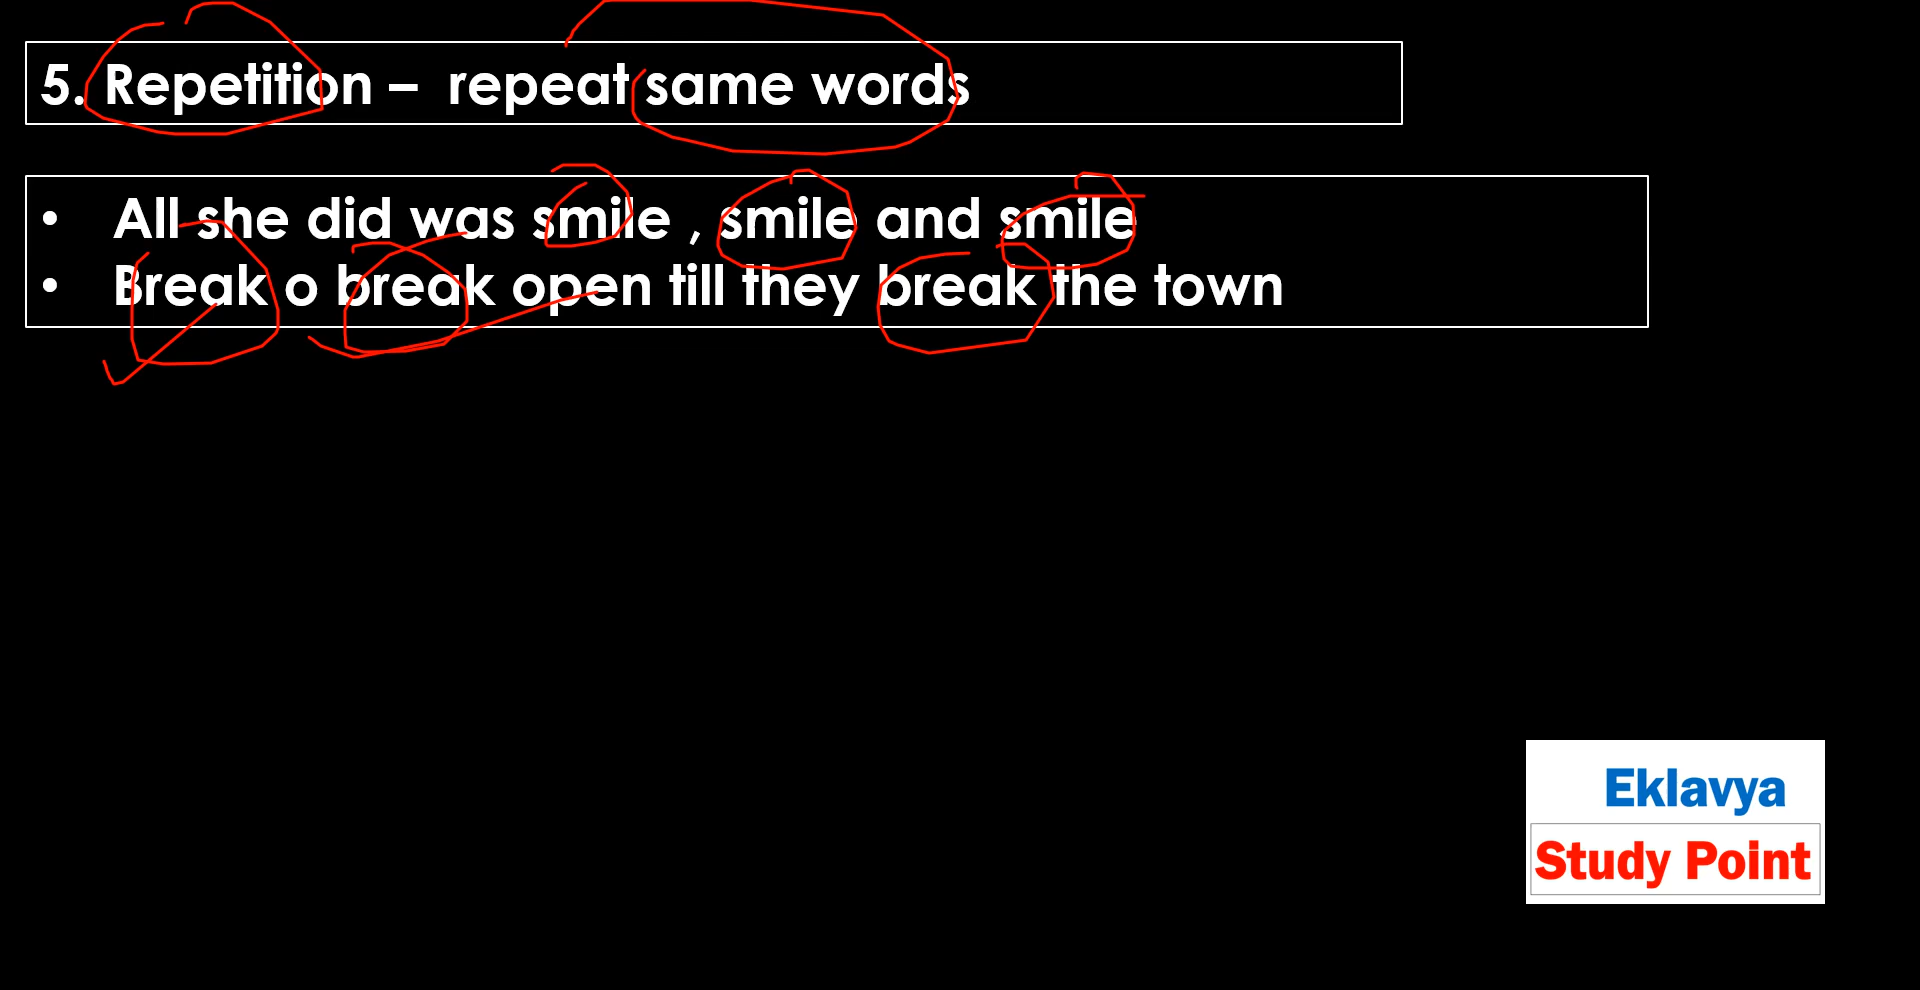 5. Repetition – repeat same words
• All she did was smile , smile and smile
• Break o break open till they break the town
Eklavya
Study Point